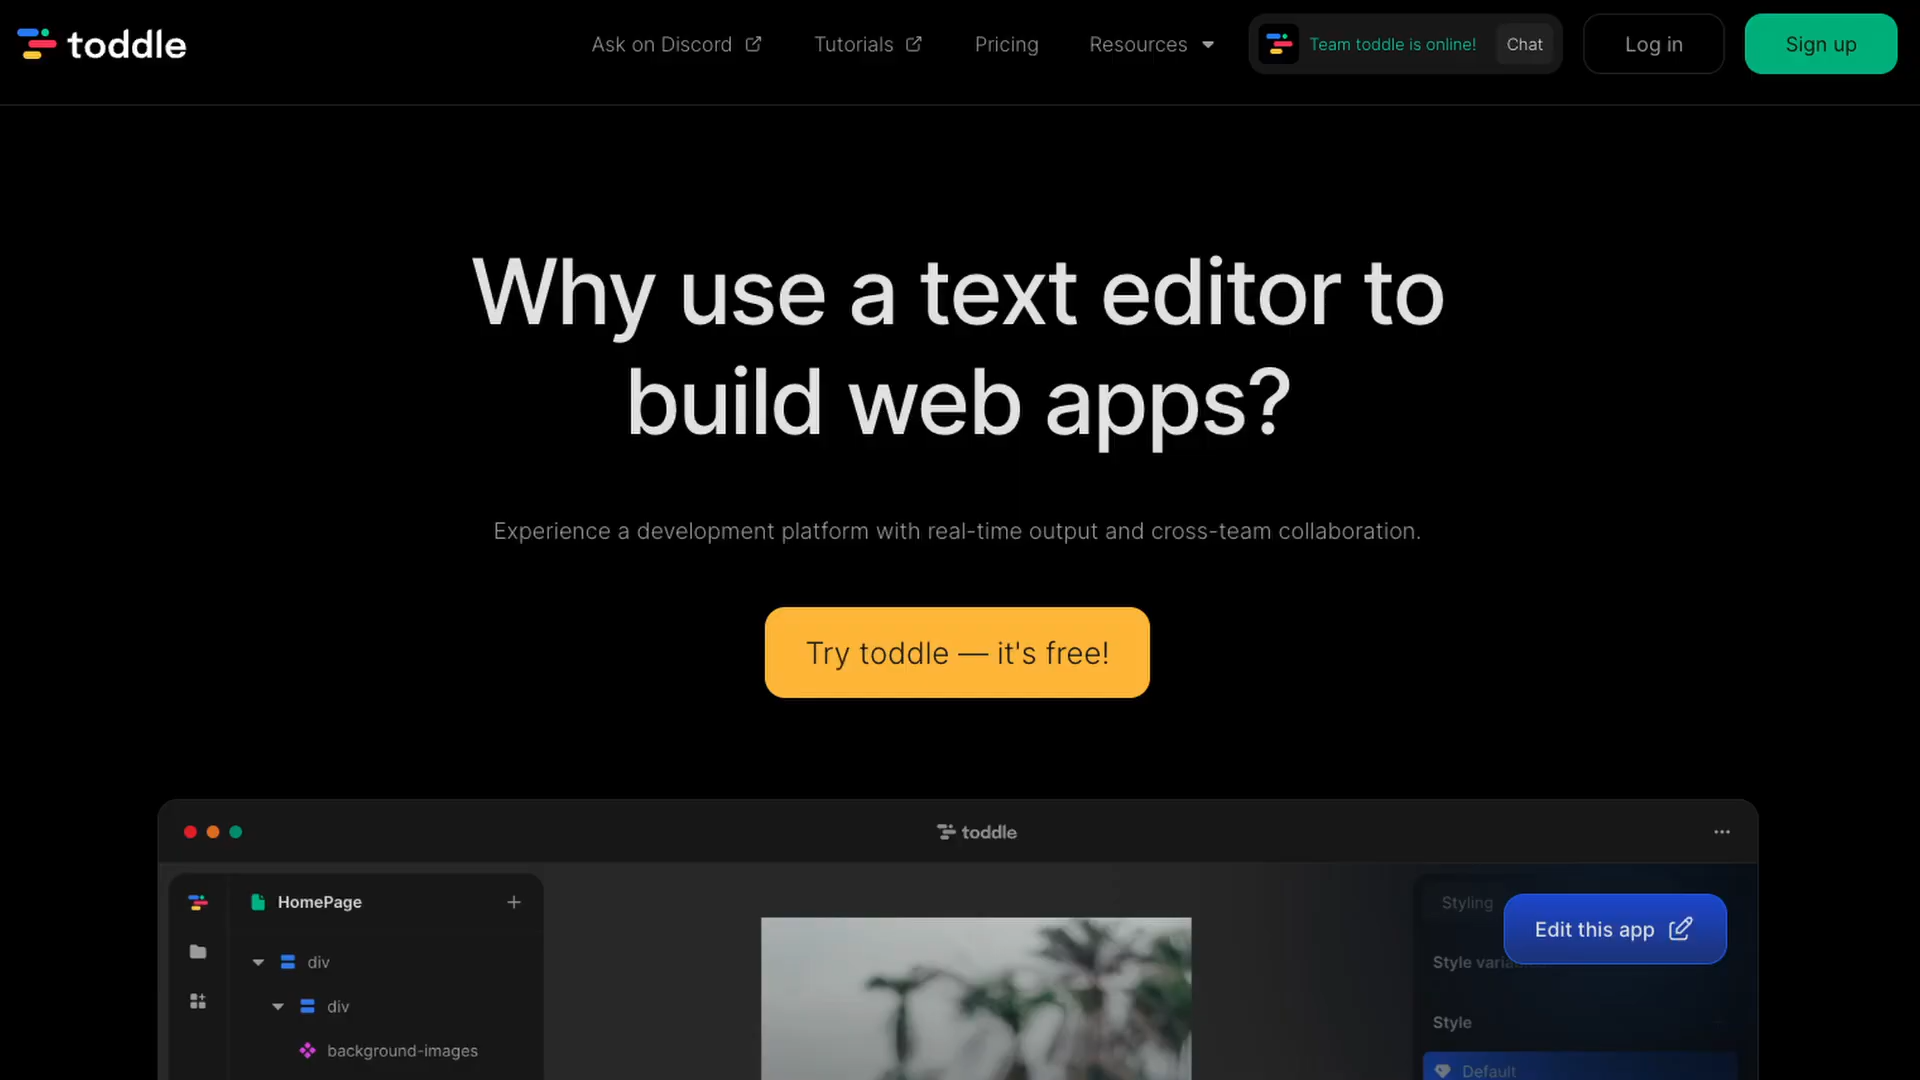 toddle
Ask on Discord
Tutorials
Pricing
Resources
Team toddle is online!
Chat
Log in
Sign up
Why use a text editor to
build web apps?
Experience a development platform with real-time output and cross-team collaboration.
Try toddle — it's free!
toddle
HomePage
div
div
background-images
Styling
Edit this app
Style
Style
Default